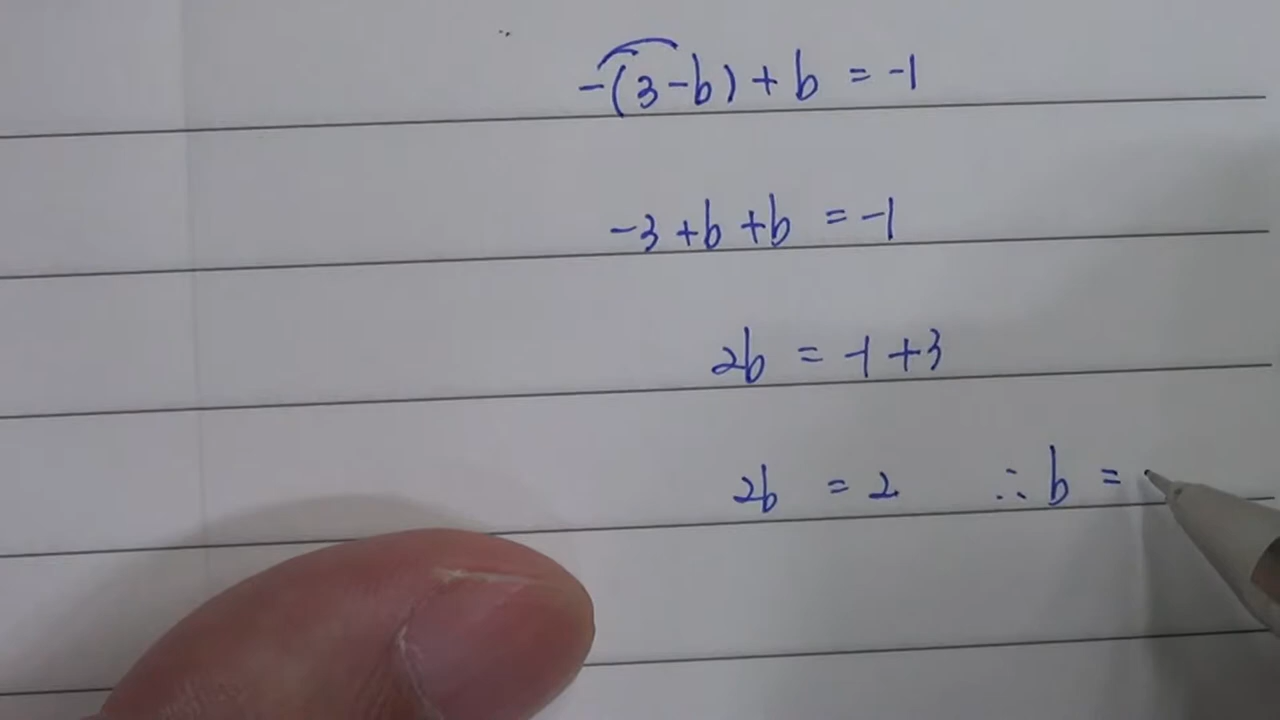 -(3-b)+b = -1
-3+b+b = -1
2b = -1+3
2b = 2 ∴ b =